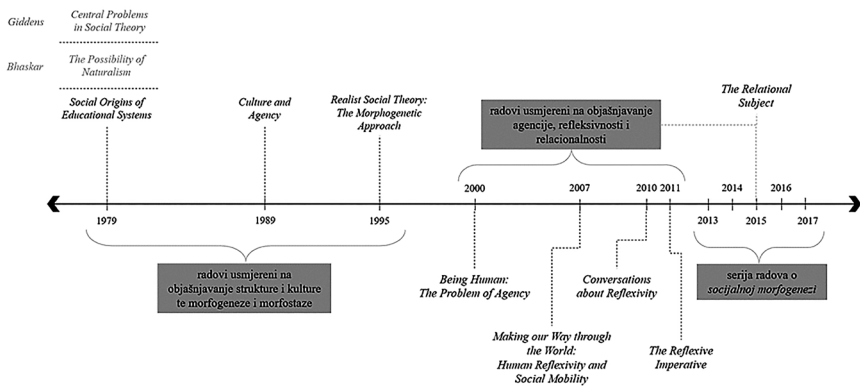 Giddens
Central Problems
in Social Theory
Bhaskar
The Possibility of
Naturalism
Social Origins of
Educational Systems
Culture and
Agency
Realist Social Theory:
The Morphogenetic
Approach
radovi usmjereni na objašnjavanje
agencije, refleksivnosti i
relacionalnosti
The Relational
Subject
1979
1989
1995
2000
2007
2010
2011
2013
2014
2015
2016
2017
radovi usmjereni na
objašnjavanje strukture i kulture
te morfogeneze i morfostaze
Being Human:
The Problem of Agency
Making our Way through
the World:
Human Reflexivity and
Social Mobility
Conversations
about Reflexivity
The Reflexive
Imperative
serija radova o
socijalnoj morfogenezi